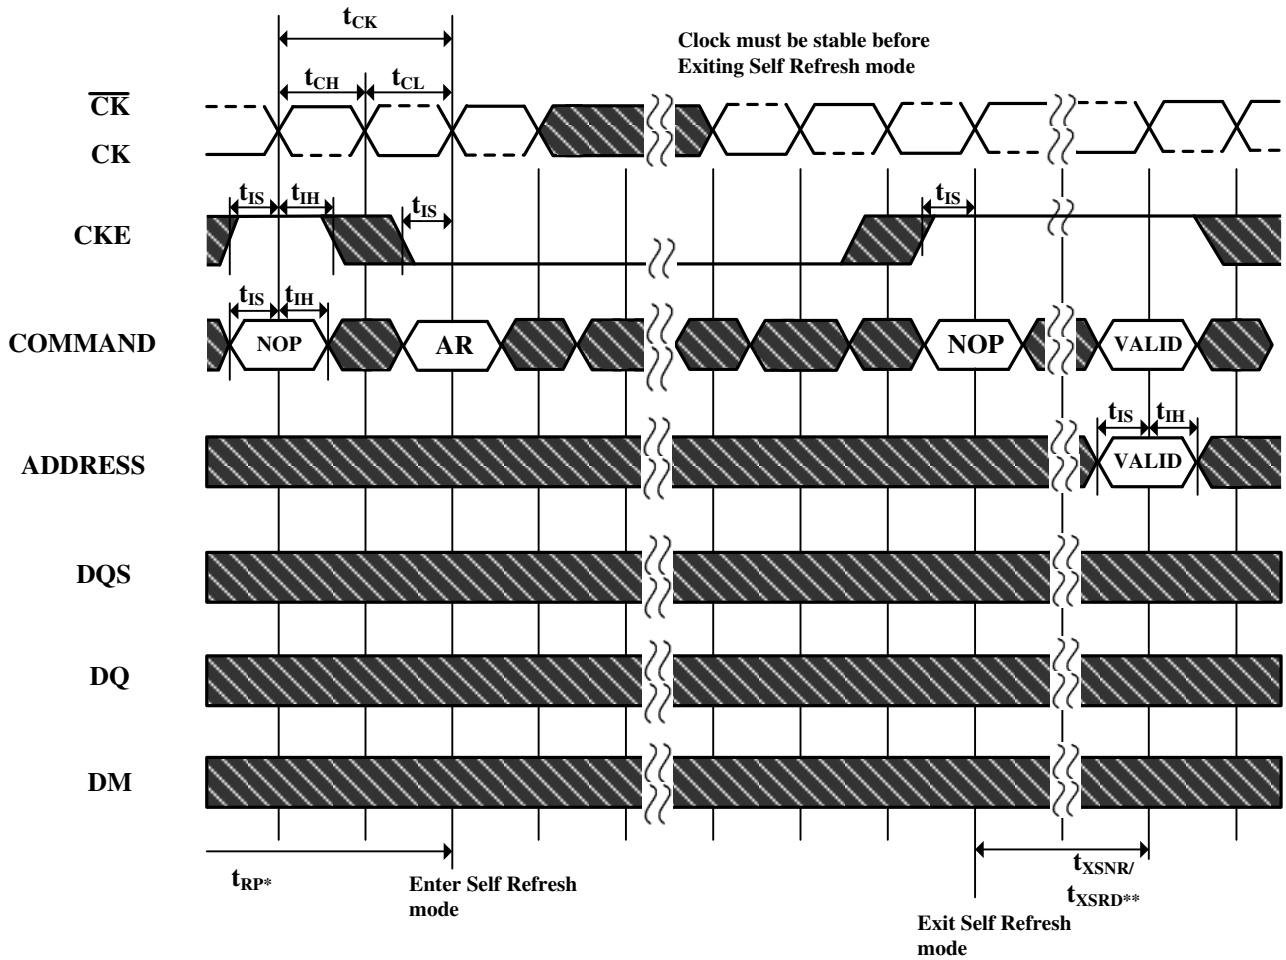 tCK
Clock must be stable before
Exiting Self Refresh mode
tCH tCL
CK
CK
tIS tIH tIS tIS
CKE
tIS tIH
COMMAND NOP AR NOP VALID
tIS tIH
ADDRESS VALID
DQS
DQ
DM
tRP*
Enter Self Refresh
mode
tXSNR/
tXSRD**
Exit Self Refresh
mode